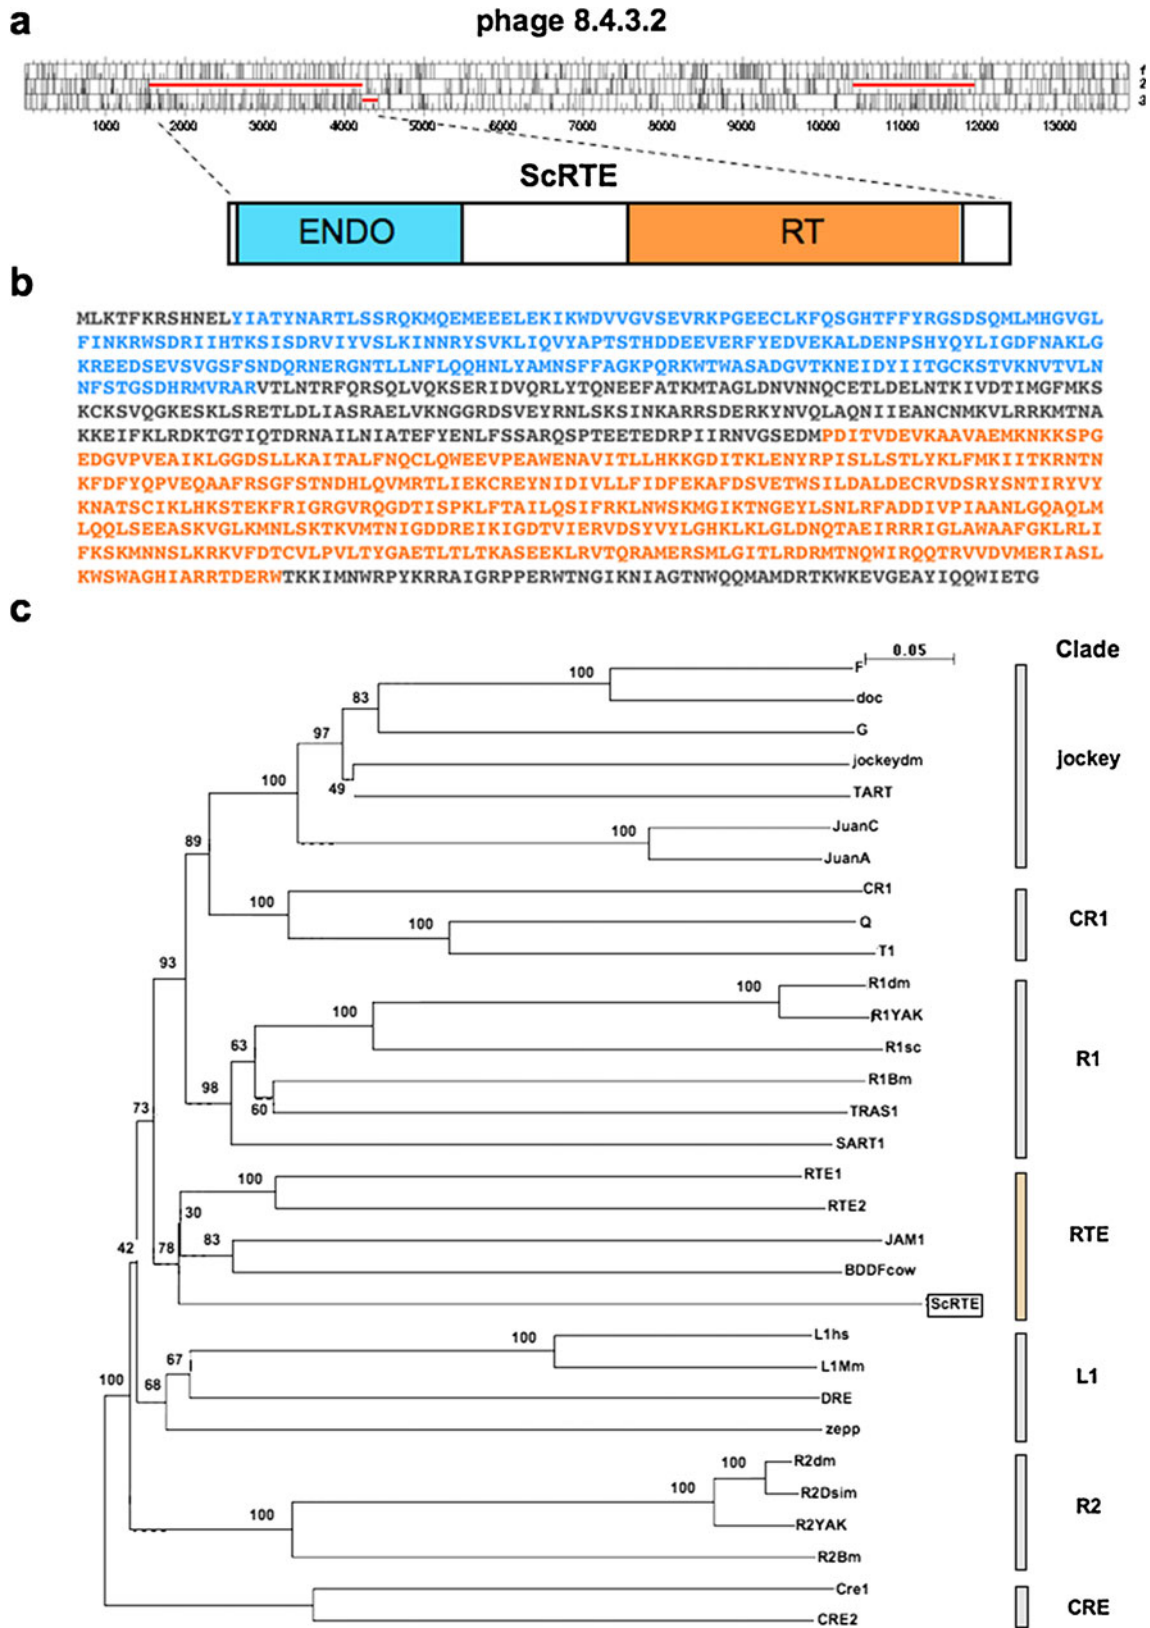 a
phage 8.4.3.2
1
2
3
1000 2000 3000 4000 5000 6000 7000 8000 9000 10000 11000 12000 13000
ScRTE
ENDO RT
b
MLKTFKRSHNELYIATYNARTLSSRQKMQEMEEELEKIKWDVVGVSEVRKPGEECLKFQSGHTFFYRGSDSQMLMHGVGL
FINKRWSDRIIHTKSISDRVIYVSLKINNRYSVKLIQVYAPTSTHDDEEVERFYEDVEKALDENPSHYQYLIGDFNAKLG
KREEDSEVSVGSFSNDQRNERGNTLLNFLQQHNLYAMNSFFAGKPQRKWTWASADGVTKNEIDYIITGCKSTVKNVTVLN
NFSTGSDHRMVRARVTLNTRFQRSQLVQKSERIDVQRLYTQNEEFATKMTAGLDNVNNQCETLDELNTKIVDTIMGFMKS
KCKSVQGKESKLSRETLDLIASRAELVKNGGRDSVEYRNLSKSINKARRSDERKYNVQLAQNIIEANCNMKVLRRKMTNA
KKEIFKLRDKTGTIQTDRNAILNIATEFYENLFSSARQSPTEETEDRPIIRNVGSEDMPDITVDEVKAAVAEMKNKKSPG
EDGVPVEAIKLGGDSLLKAITALFNQCLQWEEVPEAWENAVITLLHKKGDITKLENYRPISLLSTLYKLFMKIITKRNTN
KFDFYQPVEQAAFRSGFSTNDHLQVMRTLIEKCREYNIDIVLLFIDFEKAFDSVETWSILDALDECRVDSRYSNTIRYVY
KNATSCIKLHKSTEKFRIGRGVRQGDTISPKLFTAILQSIFRKLNWSKMGIKTNGEYLSNLRFADDIVPIAANLGQAQLM
LQQLSEEASKVGLKMNLSKTKVMTNIGDDREIKIGDTVIERVDSYVYLGHKLKLGLDNQTAEIRRRIGLAWAAFGKLRLI
FKSKMNNSLKRKVFDTCVLPVLTYGAETLTLTKASEEKLRVTQRAMERSMLGITLRDRMTNQWIRQQTRVVDVMERIASL
KWSWAGHIARRTDERWTKKIMNWRPYKRRAIGRPPERWTNGIKNIAGTNWQQMAMDRTKWKEVGEAYIQQWIETG
c
Clade
0.05
F
100
doc
83
G
97
jockeydm
jockey
100
49
TART
JuanC
100
JuanA
89
CR1
100
Q
CR1
100
T1
93
R1dm
100
R1YAK
100
R1sc
63
R1
R1Bm
98
60
TRAS1
73
SART1
RTE1
100
RTE2
30
JAM1
RTE
83
42
78
BDDFcow
ScRTE
L1hs
100
67
L1Mm
L1
100
68
DRE
zepp
R2dm
100
100
R2Dsim
R2
100
R2YAK
R2Bm
Cre1
CRE
CRE2